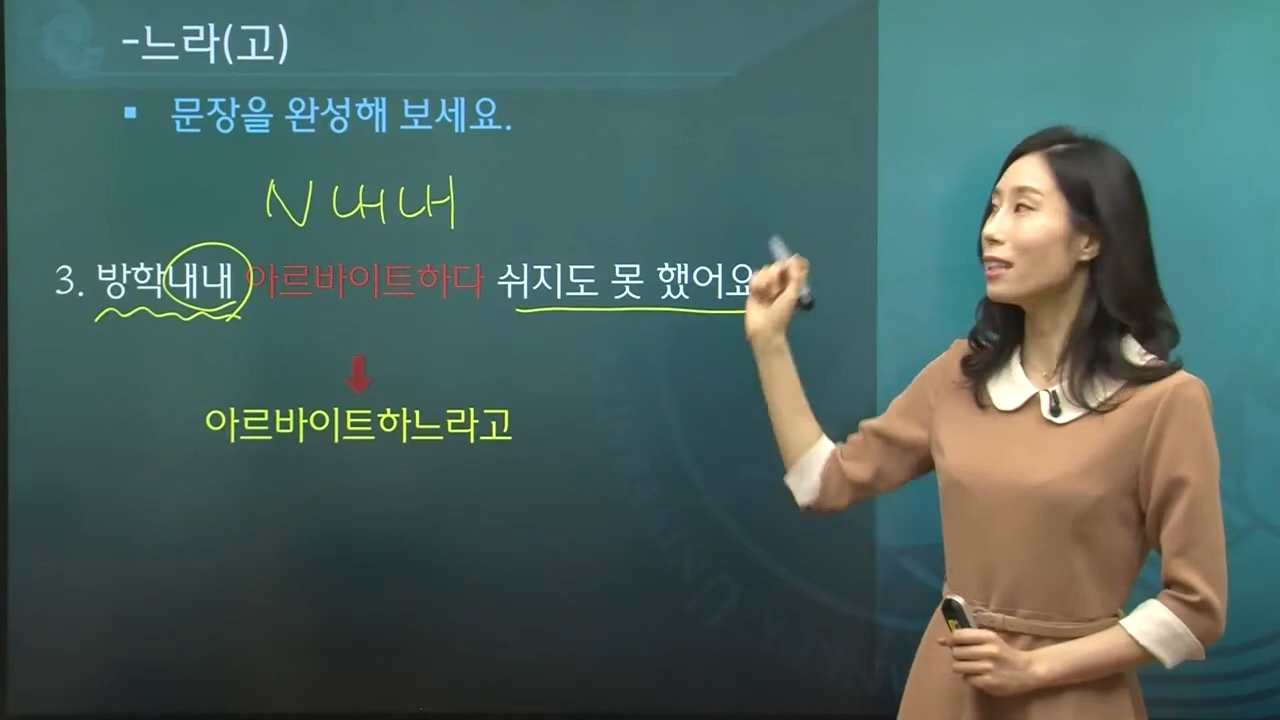 -느라(고)
▪ 문장을 완성해 보세요.
N 내내
3. 방학내내 아르바이트하다 쉬지도 못 했어요
아르바이트하느라고